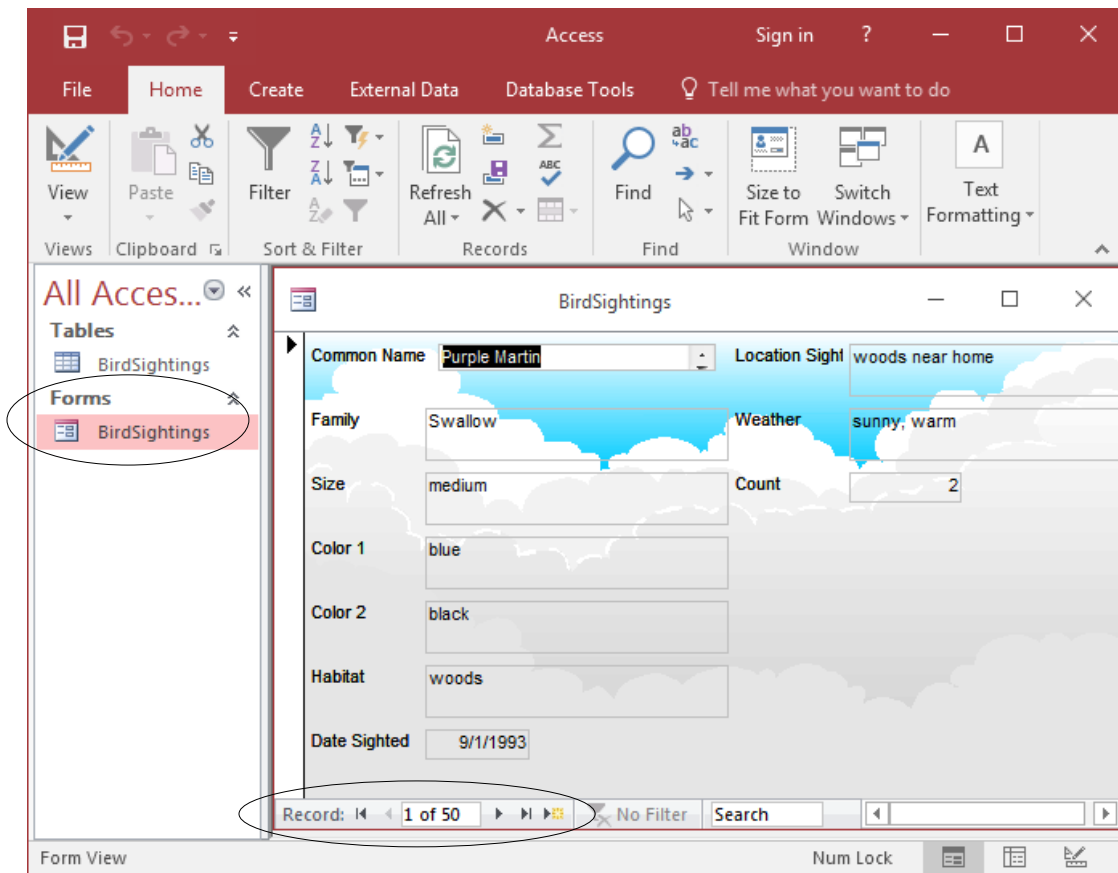 Access Sign in ?
File Home Create External Data Database Tools Tell me what you want to do
View Paste Filter Refresh All Find Size to Fit Form Switch Windows Text Formatting
A
ab
ac
ABC
Views Clipboard Sort & Filter Records Find Window
All Acces...
Tables
BirdSightings
Forms
BirdSightings
BirdSightings
Common Name Purple Martin Location Sight woods near home
Family Swallow Weather sunny, warm
Size medium Count 2
Color 1 blue
Color 2 black
Habitat woods
Date Sighted 9/1/1993
Record: 1 of 50 No Filter Search
Form View Num Lock